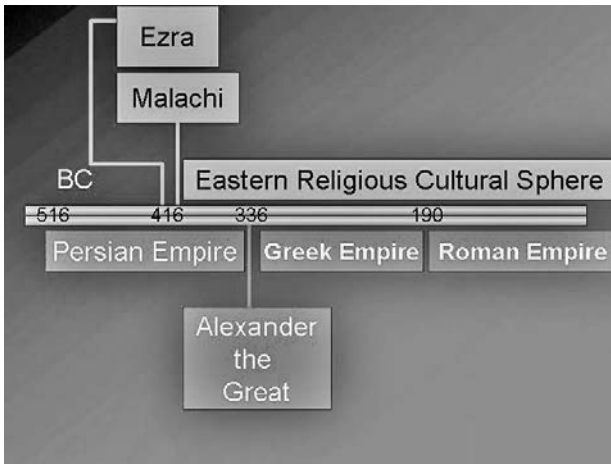 Ezra
Malachi
BC
Eastern Religious Cultural Sphere
516 416 336 190
Persian Empire Greek Empire Roman Empire
Alexander
the
Great